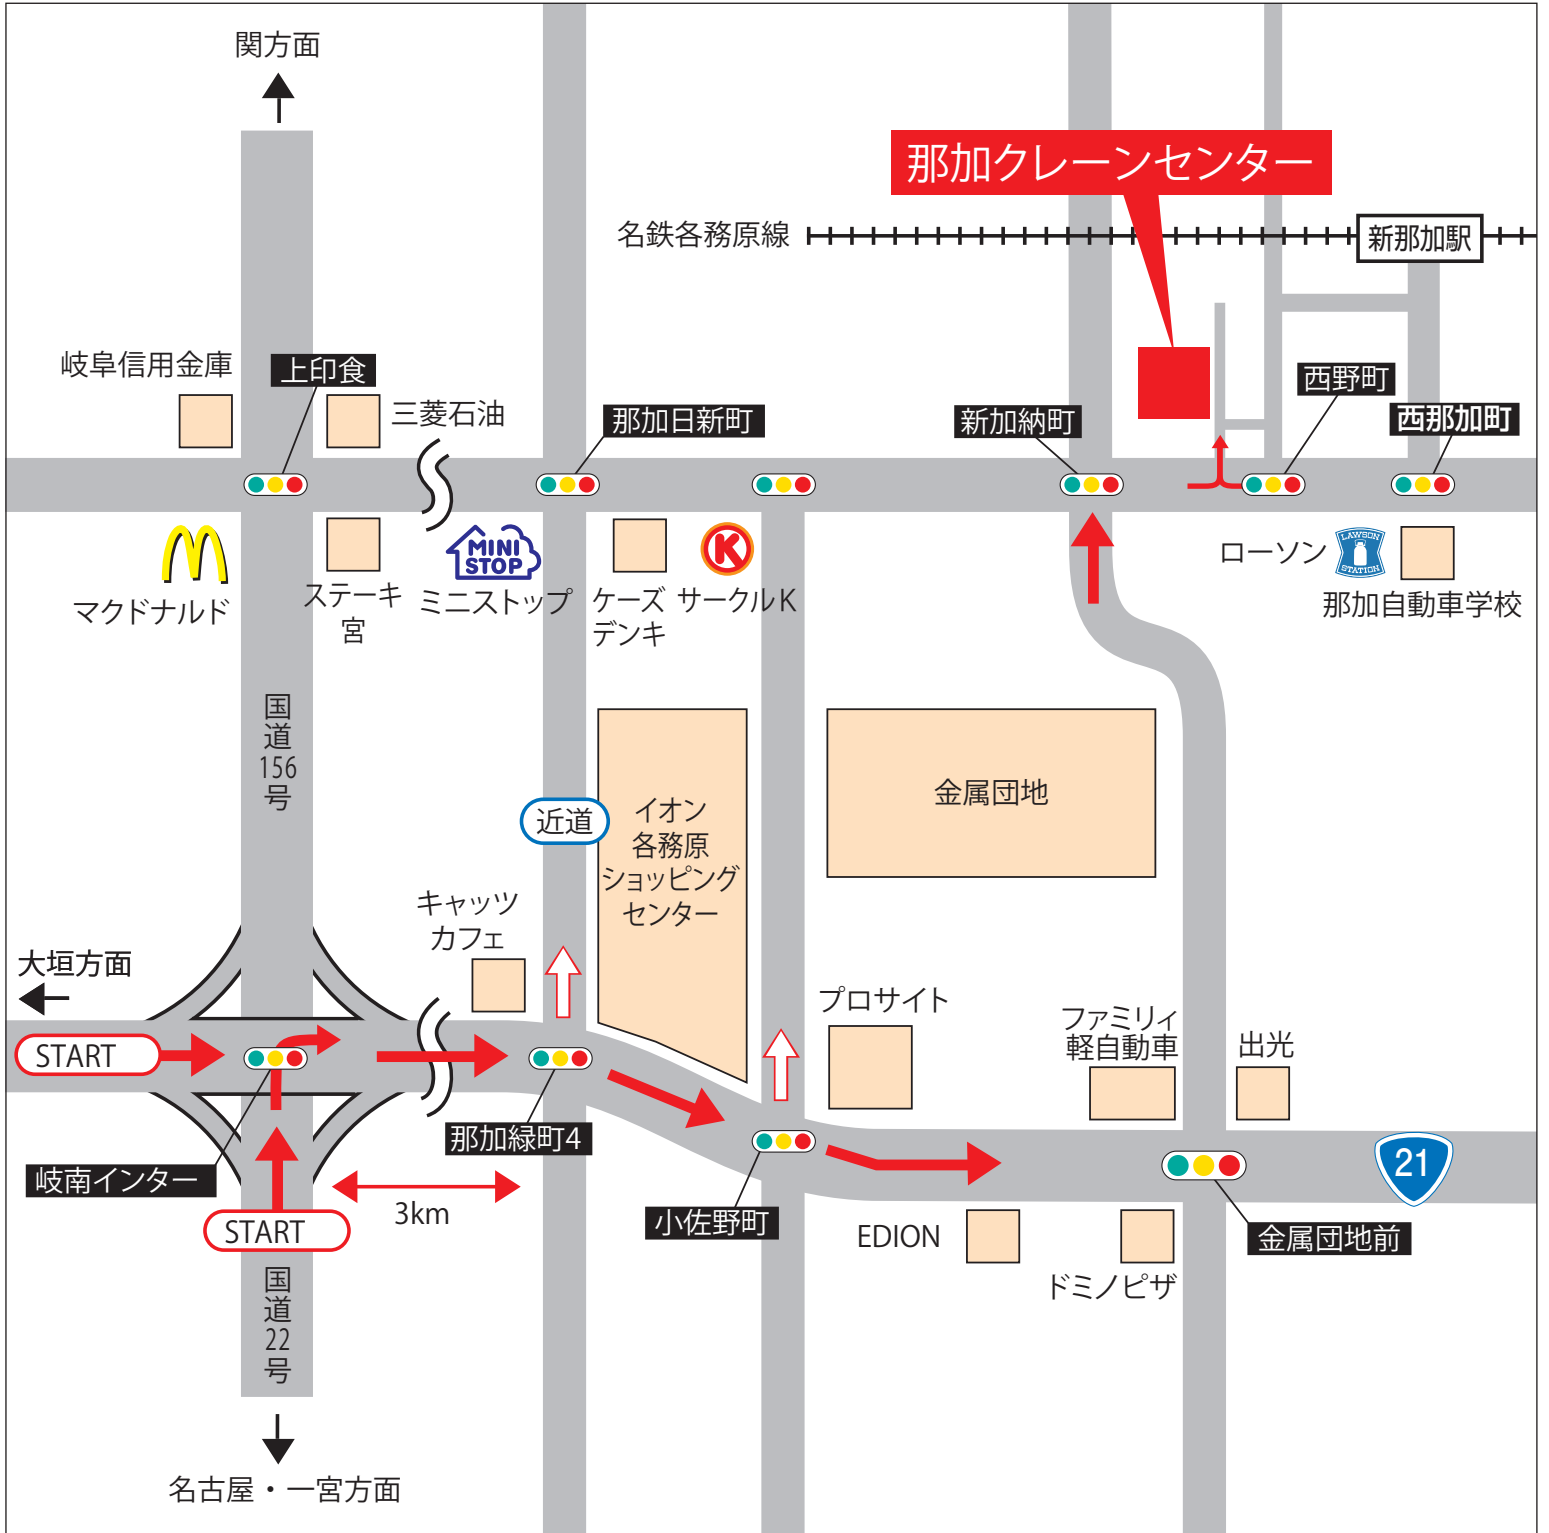 関方面
那加クレーンセンター
名鉄各務原線
新那加駅
岐阜信用金庫
上印食
三菱石油
那加日新町
新加納町
西野町
西那加町
マクドナルド
ステーキ
宮
MINI
STOP
ミニストップ
ケーズ
デンキ
K
サークルK
ローソン
LAWSON
STATION
那加自動車学校
国道156号
近道
イオン
各務原
ショッピング
センター
金属団地
キャッツ
カフェ
大垣方面
START
プロサイト
ファミリィ
軽自動車
出光
那加緑町4
岐南インター
START
3km
小佐野町
EDION
ドミノピザ
金属団地前
21
国道22号
名古屋・一宮方面